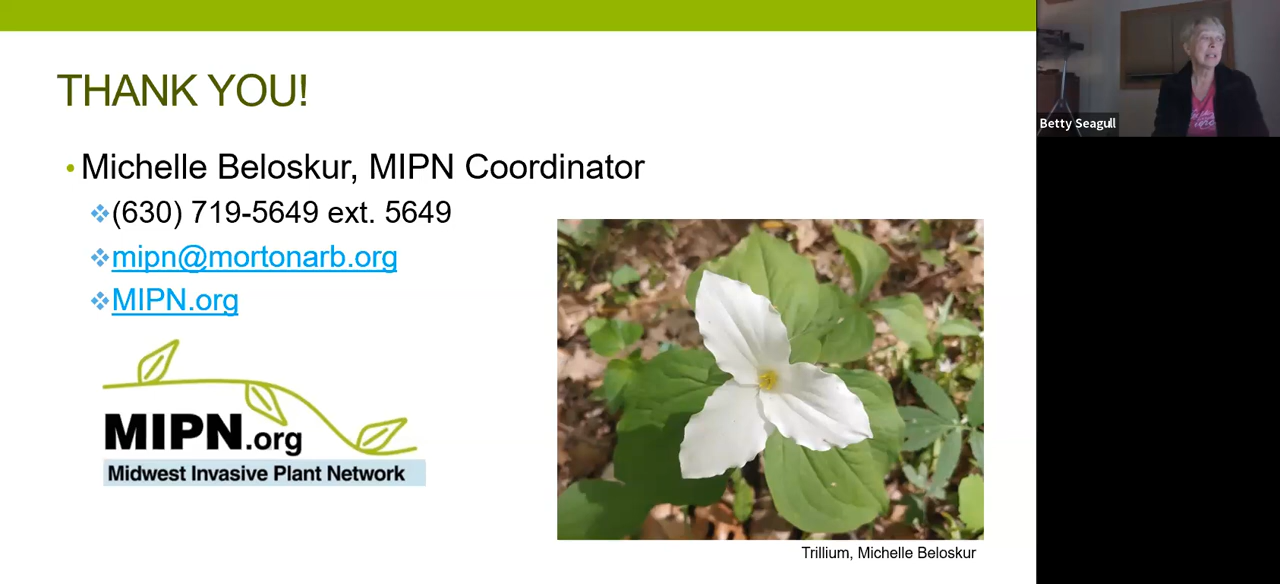 THANK YOU!
• Michelle Beloskur, MIPN Coordinator
❖(630) 719-5649 ext. 5649
❖mipn@mortonarb.org
❖MIPN.org
MIPN.org
Midwest Invasive Plant Network
Trillium, Michelle Beloskur
Betty Seagull